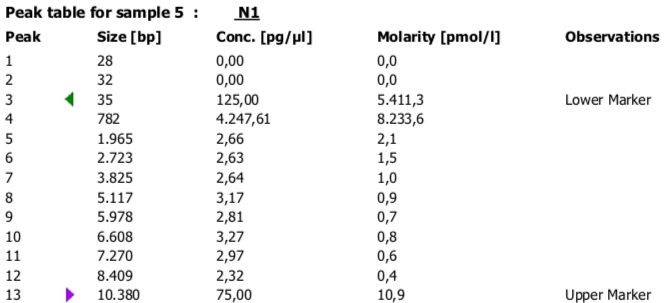 Peak table for sample 5 : N1
Peak Size [bp] Conc. [pg/µl] Molarity [pmol/l] Observations
1 28 0,00 0,0
2 32 0,00 0,0
3 35 125,00 5.411,3 Lower Marker
4 782 4.247,61 8.233,6
5 1.965 2,66 2,1
6 2.723 2,63 1,5
7 3.825 2,64 1,0
8 5.117 3,17 0,9
9 5.978 2,81 0,7
10 6.608 3,27 0,8
11 7.270 2,97 0,6
12 8.409 2,32 0,4
13 10.380 75,00 10,9 Upper Marker